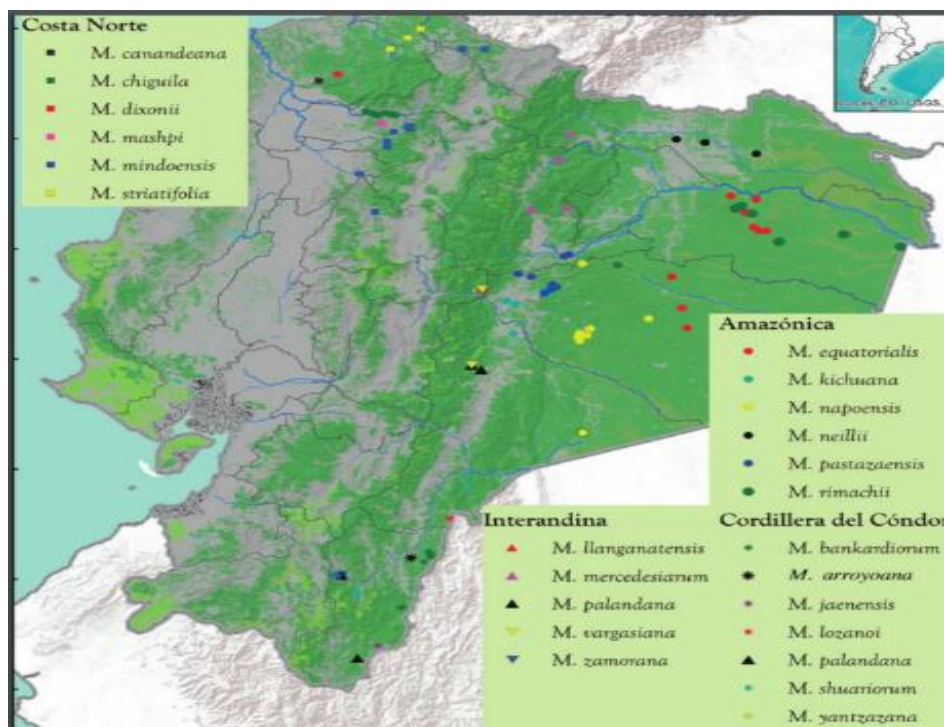 Costa Norte
M. canandeana
M. chiguila
M. dixonii
M. mashpi
M. mindoensis
M. striatifolia
Amazónica
M. equatorialis
M. kichuana
M. napoensis
M. neillii
M. pastazaensis
M. rimachii
Interandina
M. llanganatensis
M. mercedesiarum
M. palandana
M. vargasiana
M. zamorana
Cordillera del Cóndor
M. bankardiorum
M. arroyoana
M. jaenensis
M. lozanoi
M. palandana
M. shuariorum
M. yantzazana